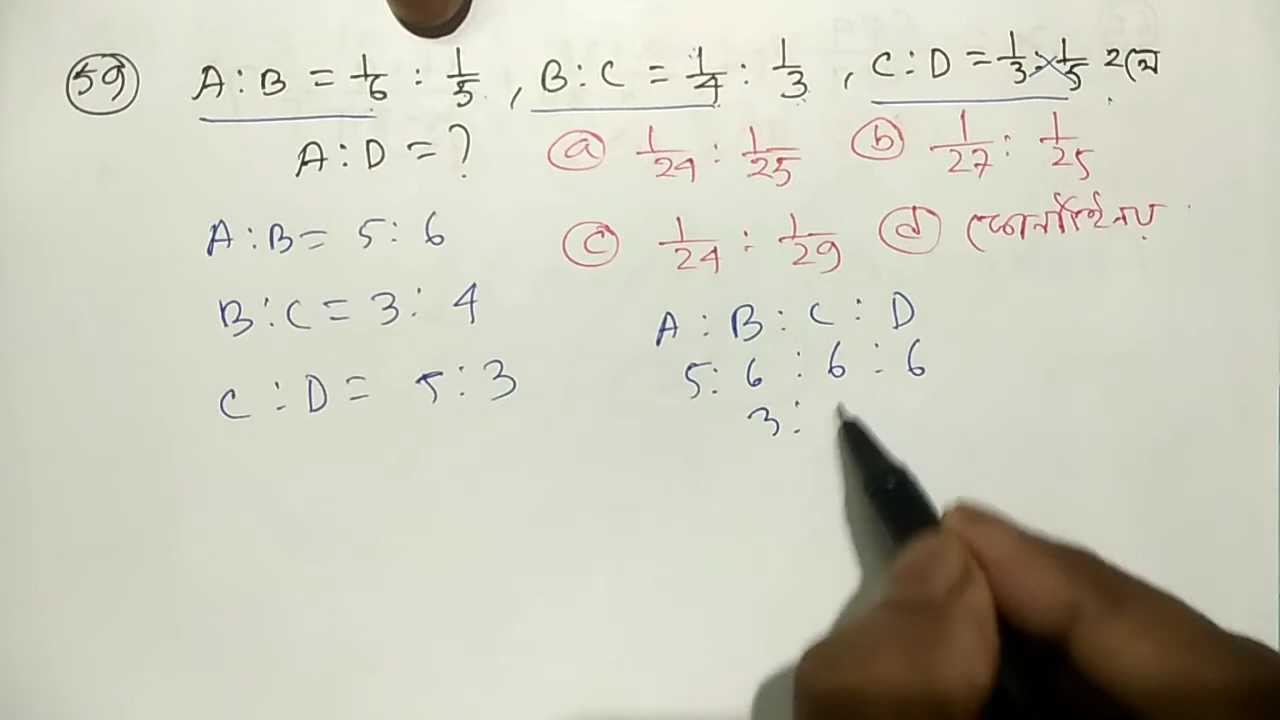 59 A:B = 1/6 : 1/5 , B:C = 1/4 : 1/3 , C:D = 1/3 × 1/5 হলে
A:D = ? a 1/24 : 1/25 b 1/27 : 1/25
c 1/24 : 1/29 d কোনটাই নয়
A:B = 5:6
B:C = 3:4
C:D = 5:3
A : B : C : D
5 : 6 : 6 : 6
3 :